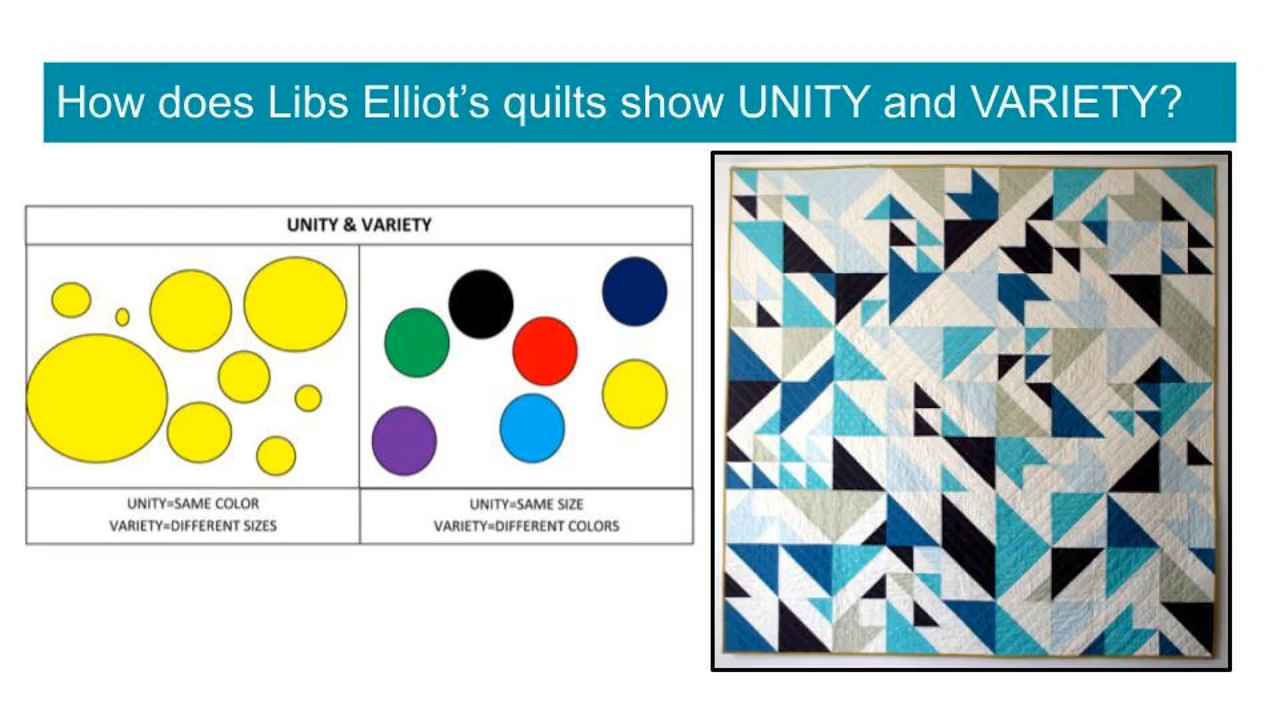 How does Libs Elliot’s quilts show UNITY and VARIETY?
UNITY & VARIETY
UNITY=SAME COLOR
VARIETY=DIFFERENT SIZES
UNITY=SAME SIZE
VARIETY=DIFFERENT COLORS